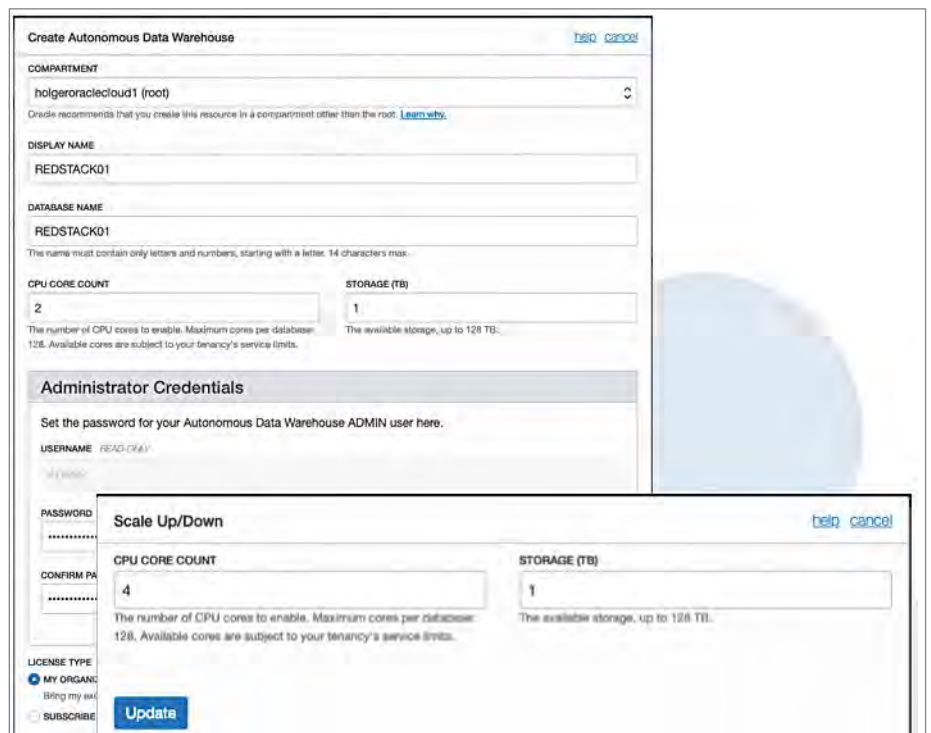 Create Autonomous Data Warehouse
help cancel
COMPARTMENT
holgeroraclecloud1 (root)
Oracle recommends that you create this resource in a compartment other than the root. Learn why.
DISPLAY NAME
REDSTACK01
DATABASE NAME
REDSTACK01
The name must contain only letters and numbers, starting with a letter. 14 characters max.
CPU CORE COUNT
STORAGE (TB)
2
1
The number of CPU cores to enable. Maximum cores per database:
128. Available cores are subject to your tenancy's service limits.
The available storage, up to 128 TB.
Administrator Credentials
Set the password for your Autonomous Data Warehouse ADMIN user here.
USERNAME READ-ONLY
PASSWORD
CONFIRM PA
LICENSE TYPE
MY ORGANI
Bring my exi
SUBSCRIBE
Scale Up/Down
help cancel
CPU CORE COUNT
STORAGE (TB)
4
1
The number of CPU cores to enable. Maximum cores per database:
128. Available cores are subject to your tenancy's service limits.
The available storage, up to 128 TB.
Update